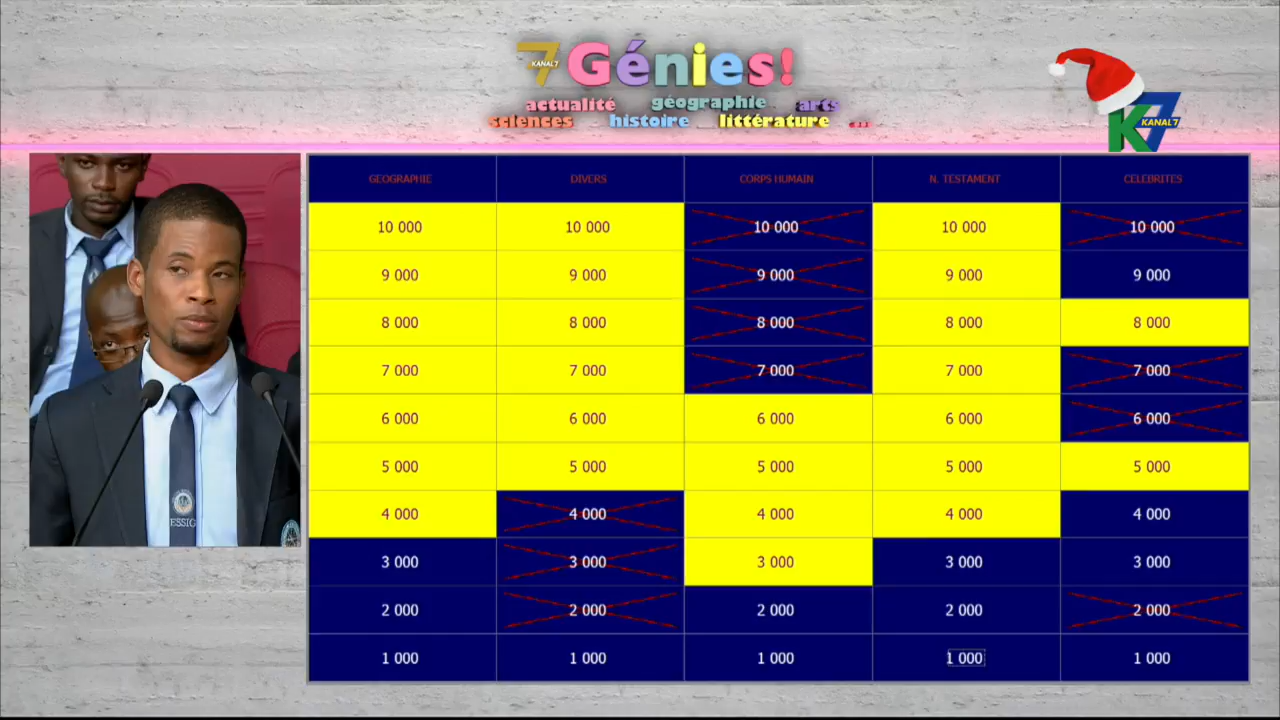 7 KANAL7 Génies!
actualité géographie arts
sciences histoire littérature ...
K7 KANAL7
GEOGRAPHIE DIVERS CORPS HUMAIN N. TESTAMENT CELEBRITES
10 000 10 000 10 000 10 000 10 000
9 000 9 000 9 000 9 000 9 000
8 000 8 000 8 000 8 000 8 000
7 000 7 000 7 000 7 000 7 000
6 000 6 000 6 000 6 000 6 000
5 000 5 000 5 000 5 000 5 000
4 000 4 000 4 000 4 000 4 000
3 000 3 000 3 000 3 000 3 000
2 000 2 000 2 000 2 000 2 000
1 000 1 000 1 000 1 000 1 000
ESSIG